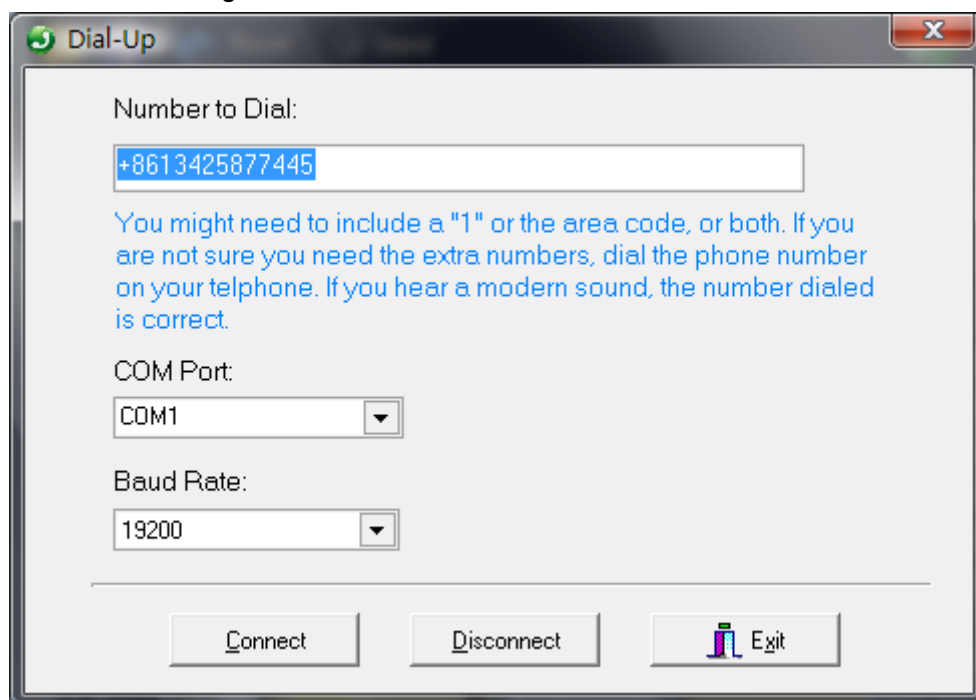 Dial-Up
Number to Dial:
+8613425877445
You might need to include a "1" or the area code, or both. If you
are not sure you need the extra numbers, dial the phone number
on your telphone. If you hear a modern sound, the number dialed
is correct.
COM Port:
COM1
Baud Rate:
19200
Connect
Disconnect
Exit